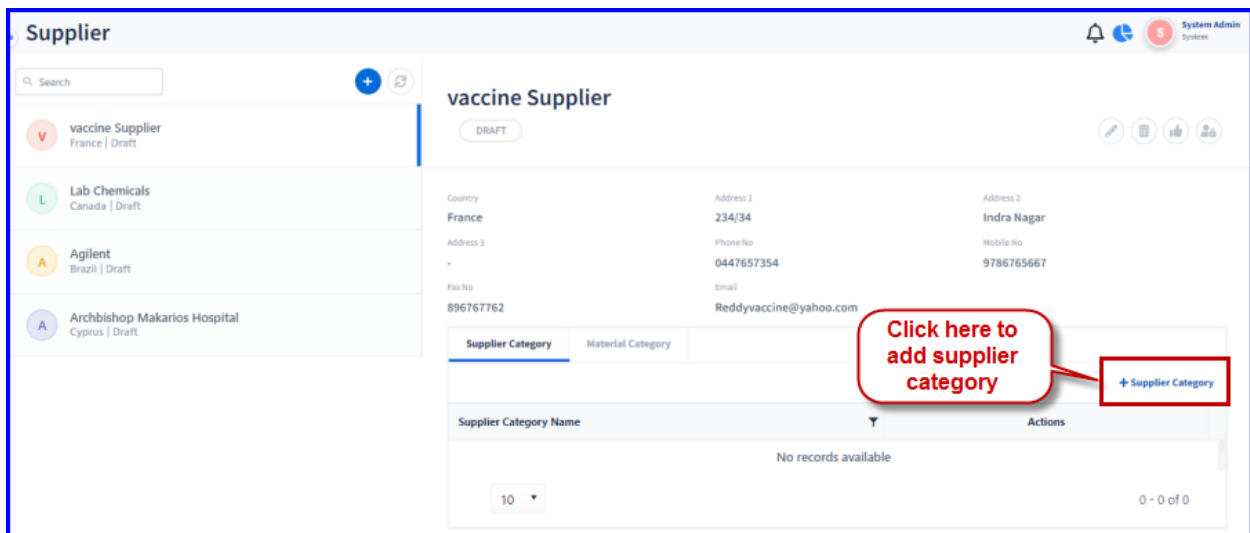 Supplier
S
System Admin
System
Search
+
V
vaccine Supplier
France | Draft
L
Lab Chemicals
Canada | Draft
A
Agilent
Brazil | Draft
A
Archbishop Makarios Hospital
Cyprus | Draft
vaccine Supplier
DRAFT
Country
Address 1
Address 2
France
234/34
Indra Nagar
Address 3
Phone No
Mobile No
-
0447657354
9786765667
Fax No
Email
896767762
Reddyvaccine@yahoo.com
Click here to
add supplier
category
Supplier Category
Material Category
+ Supplier Category
Supplier Category Name
Actions
No records available
10
0 - 0 of 0